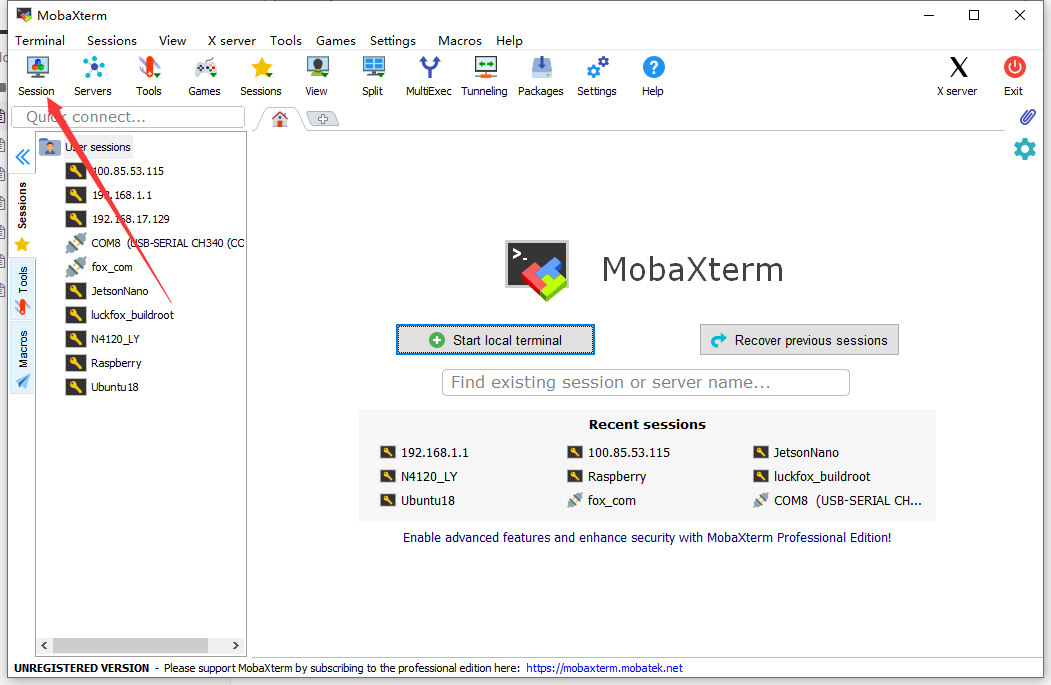 MobaXterm
Terminal Sessions View X server Tools Games Settings Macros Help
Session Servers Tools Games Sessions View Split MultiExec Tunneling Packages Settings Help X server Exit
Quick connect...
User sessions
100.85.53.115
192.168.1.1
192.168.17.129
COM8 (USB-SERIAL CH340 (CO
fox_com
JetsonNano
luckfox_buildroot
N4120_LY
Raspberry
Ubuntu18
Sessions
Tools
Macros
>_
MobaXterm
Start local terminal
Recover previous sessions
Find existing session or server name...
Recent sessions
192.168.1.1 100.85.53.115 JetsonNano
N4120_LY Raspberry luckfox_buildroot
Ubuntu18 fox_com COM8 (USB-SERIAL CH...
Enable advanced features and enhance security with MobaXterm Professional Edition!
UNREGISTERED VERSION - Please support MobaXterm by subscribing to the professional edition here: https://mobaxterm.mobatek.net